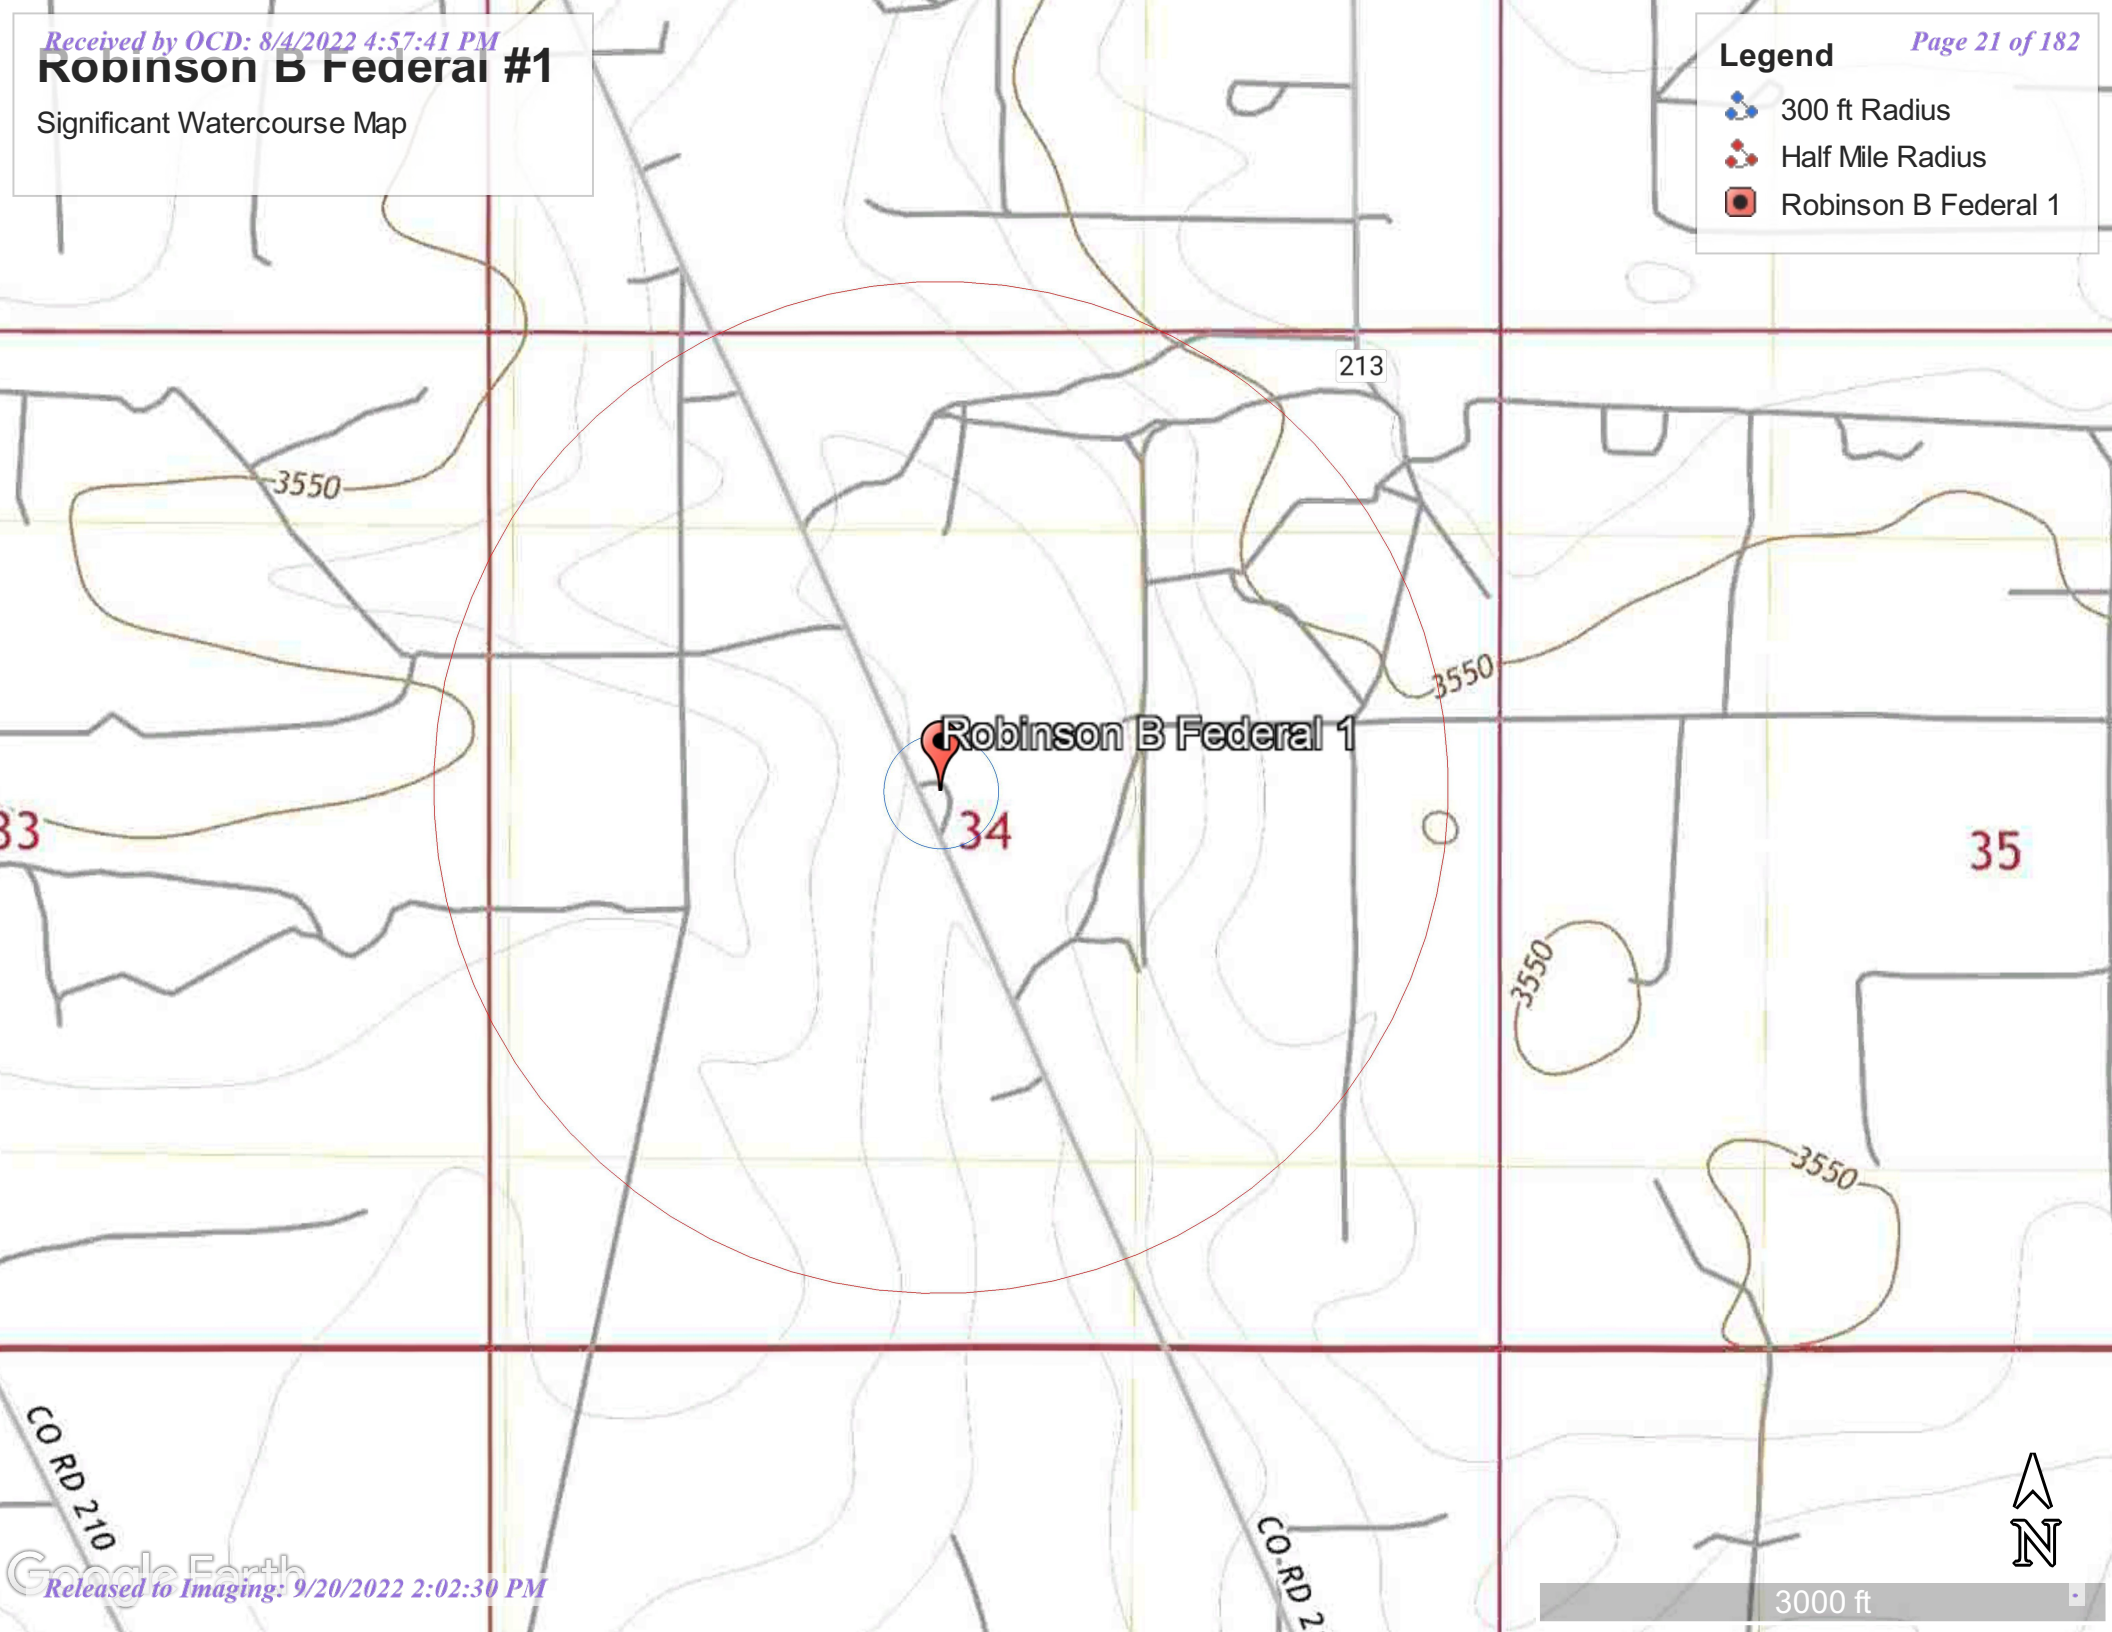 Received by OCD: 8/4/2022 4:57:41 PM
Robinson B Federal #1
Significant Watercourse Map
Page 21 of 182
Legend
300 ft Radius
Half Mile Radius
Robinson B Federal 1
213
3550
3550
Robinson B Federal 1
33
34
35
3550
3550
CO RD 210
CO RD 2
Google Earth
Released to Imaging: 9/20/2022 2:02:30 PM
N
3000 ft